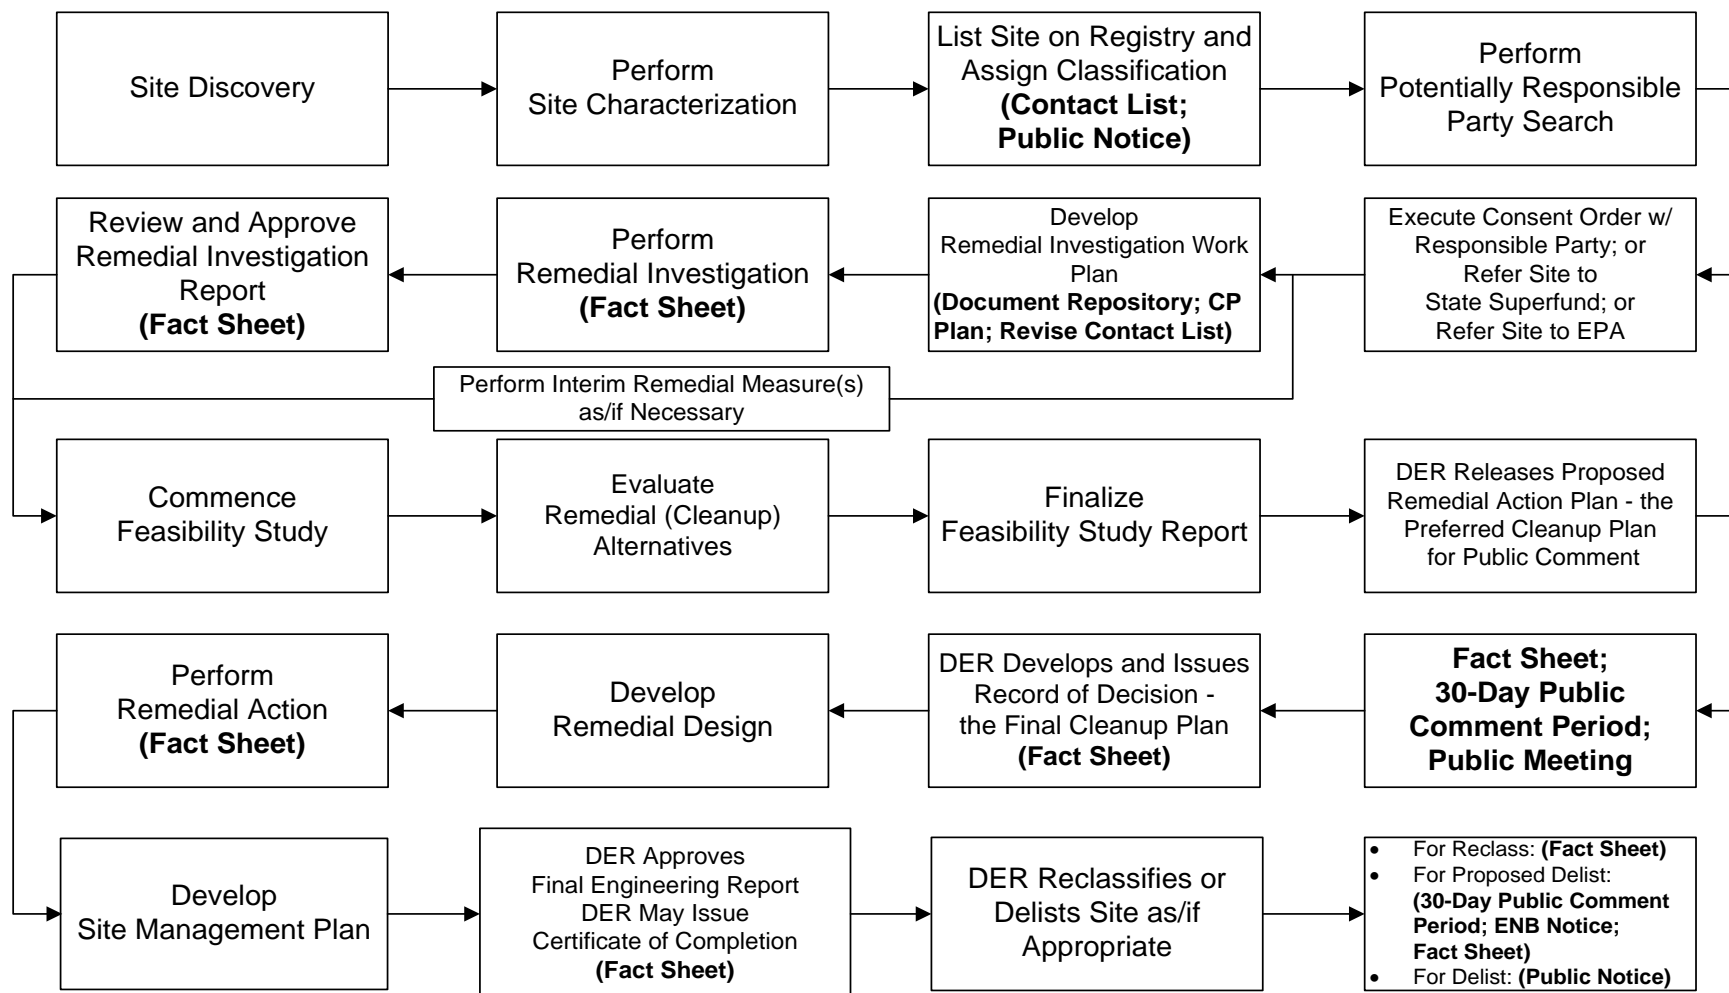 Site Discovery
Perform
Site Characterization
List Site on Registry and
Assign Classification
(Contact List;
Public Notice)
Perform
Potentially Responsible
Party Search
Review and Approve
Remedial Investigation
Report
(Fact Sheet)
Perform
Remedial Investigation
(Fact Sheet)
Develop
Remedial Investigation Work
Plan
(Document Repository; CP
Plan; Revise Contact List)
Execute Consent Order w/
Responsible Party; or
Refer Site to
State Superfund; or
Refer Site to EPA
Perform Interim Remedial Measure(s)
as/if Necessary
Commence
Feasibility Study
Evaluate
Remedial (Cleanup)
Alternatives
Finalize
Feasibility Study Report
DER Releases Proposed
Remedial Action Plan - the
Preferred Cleanup Plan
for Public Comment
Perform
Remedial Action
(Fact Sheet)
Develop
Remedial Design
DER Develops and Issues
Record of Decision -
the Final Cleanup Plan
(Fact Sheet)
Fact Sheet;
30-Day Public
Comment Period;
Public Meeting
Develop
Site Management Plan
DER Approves
Final Engineering Report
DER May Issue
Certificate of Completion
(Fact Sheet)
DER Reclassifies or
Delists Site as/if
Appropriate
• For Reclass: (Fact Sheet)
• For Proposed Delist:
(30-Day Public Comment
Period; ENB Notice;
Fact Sheet)
• For Delist: (Public Notice)